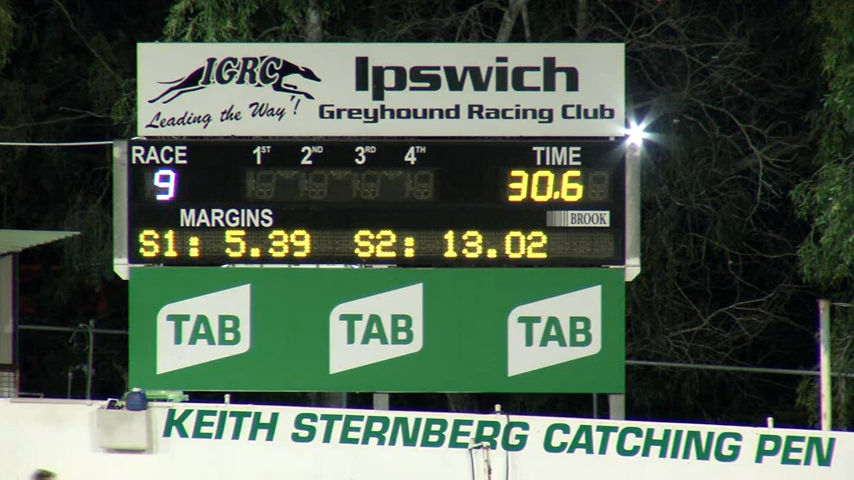 IGRC
Leading the Way!
Ipswich
Greyhound Racing Club
RACE 1ST 2ND 3RD 4TH TIME
9 30.6
MARGINS BROOK
S1: 5.39 S2: 13.02
TAB TAB TAB
KEITH STERNBERG CATCHING PEN